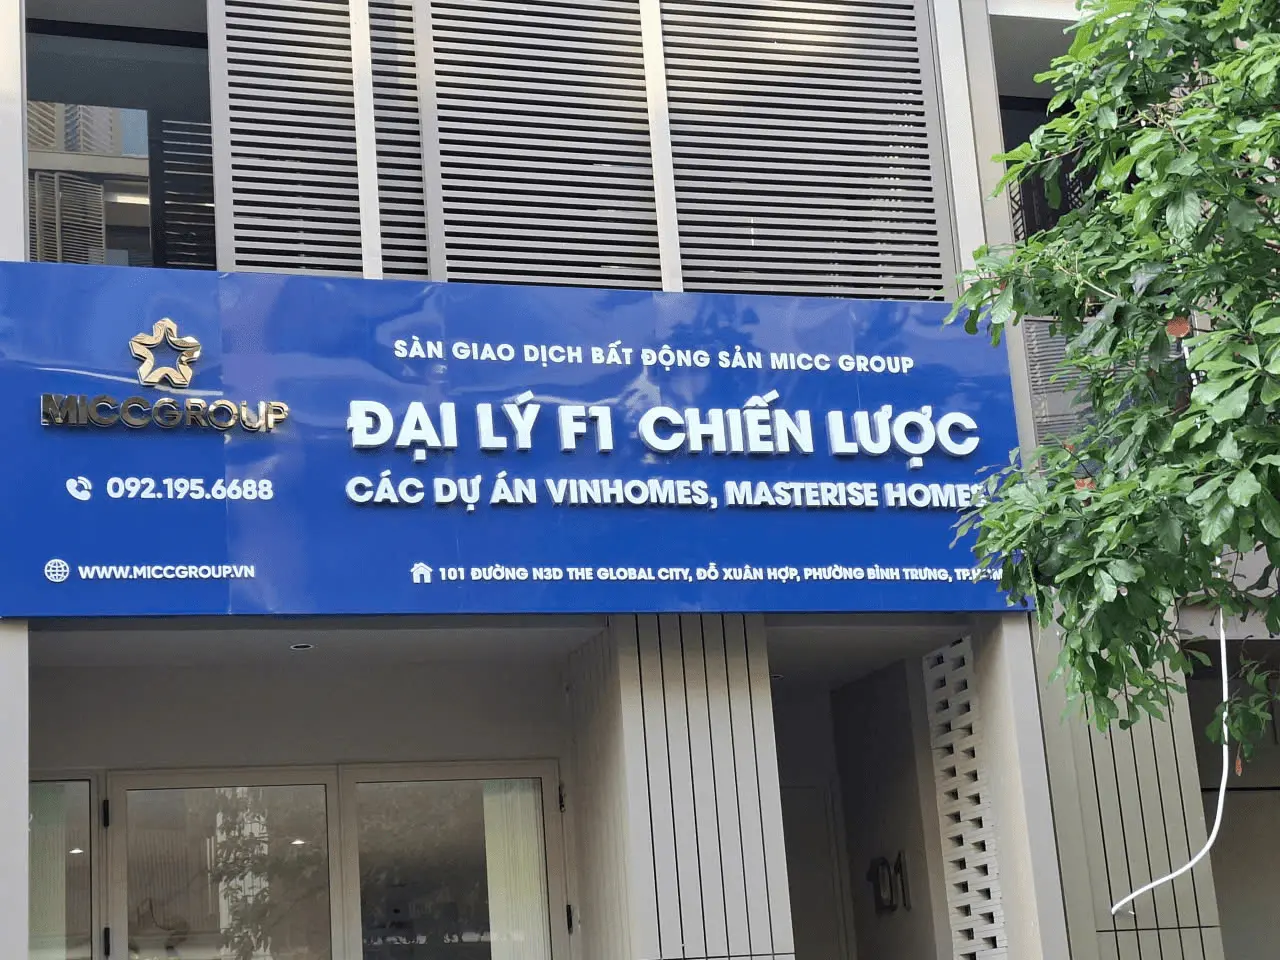 SÀN GIAO DỊCH BẤT ĐỘNG SẢN MICC GROUP
MICCGROUP
ĐẠI LÝ F1 CHIẾN LƯỢC
092.195.6688
CÁC DỰ ÁN VINHOMES, MASTERISE HOMES
WWW.MICCGROUP.VN
101 ĐƯỜNG N3D THE GLOBAL CITY, ĐỖ XUÂN HỢP, PHƯỜNG BÌNH TRƯNG, TP.HCM
101